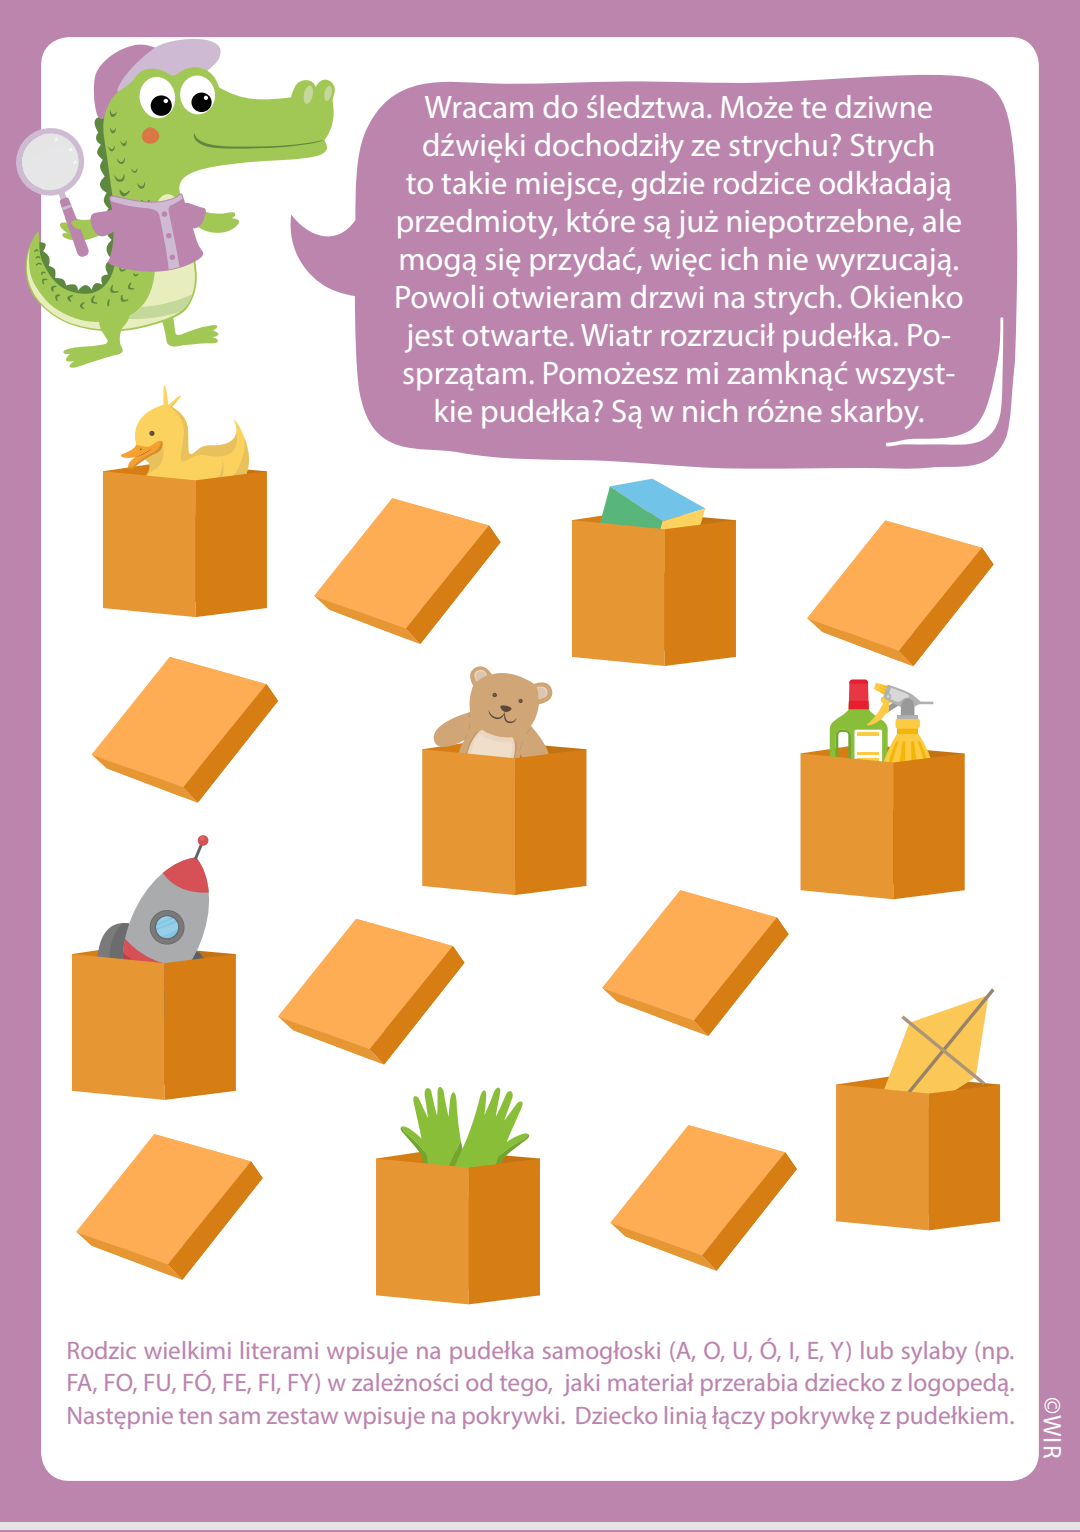 Wracam do śledztwa. Może te dziwne
dźwięki dochodziły ze strychu? Strych
to takie miejsce, gdzie rodzice odkładają
przedmioty, które są już niepotrzebne, ale
mogą się przydać, więc ich nie wyrzucają.
Powoli otwieram drzwi na strych. Okienko
jest otwarte. Wiatr rozrzucił pudełka. Po-
sprzątam. Pomożesz mi zamknąć wszyst-
kie pudełka? Są w nich różne skarby.
Rodzic wielkimi literami wpisuje na pudełka samogłoski (A, O, U, Ó, I, E, Y) lub sylaby (np.
FA, FO, FU, FÓ, FE, FI, FY) w zależności od tego, jaki materiał przerabia dziecko z logopedą.
Następnie ten sam zestaw wpisuje na pokrywki. Dziecko linią łączy pokrywkę z pudełkiem.
©WIR